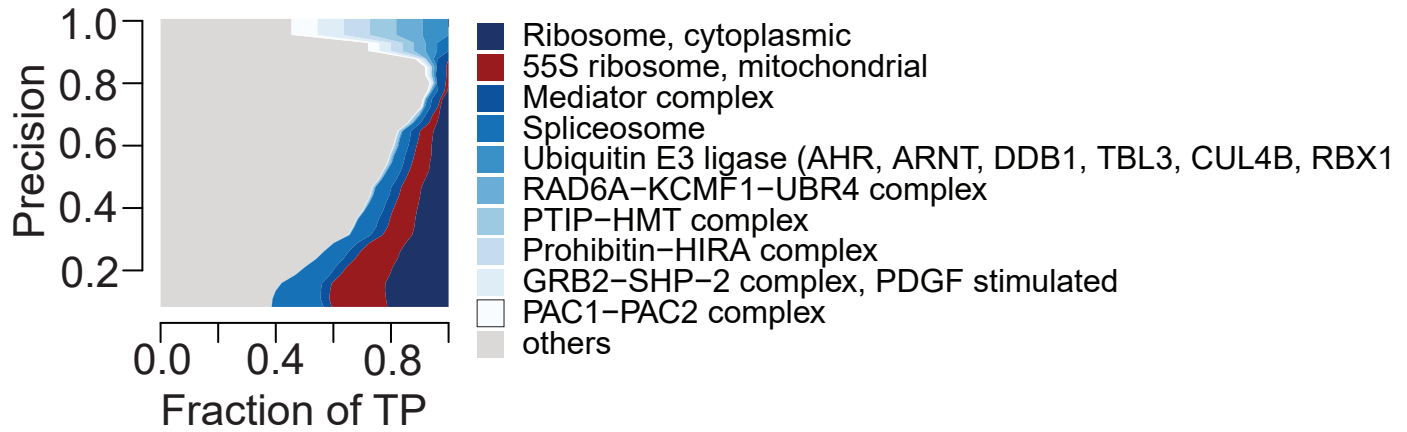 Precision
1.0
0.8
0.6
0.4
0.2
0.0 0.4 0.8
Fraction of TP
Ribosome, cytoplasmic
55S ribosome, mitochondrial
Mediator complex
Spliceosome
Ubiquitin E3 ligase (AHR, ARNT, DDB1, TBL3, CUL4B, RBX1
RAD6A−KCMF1−UBR4 complex
PTIP−HMT complex
Prohibitin−HIRA complex
GRB2−SHP−2 complex, PDGF stimulated
PAC1−PAC2 complex
others